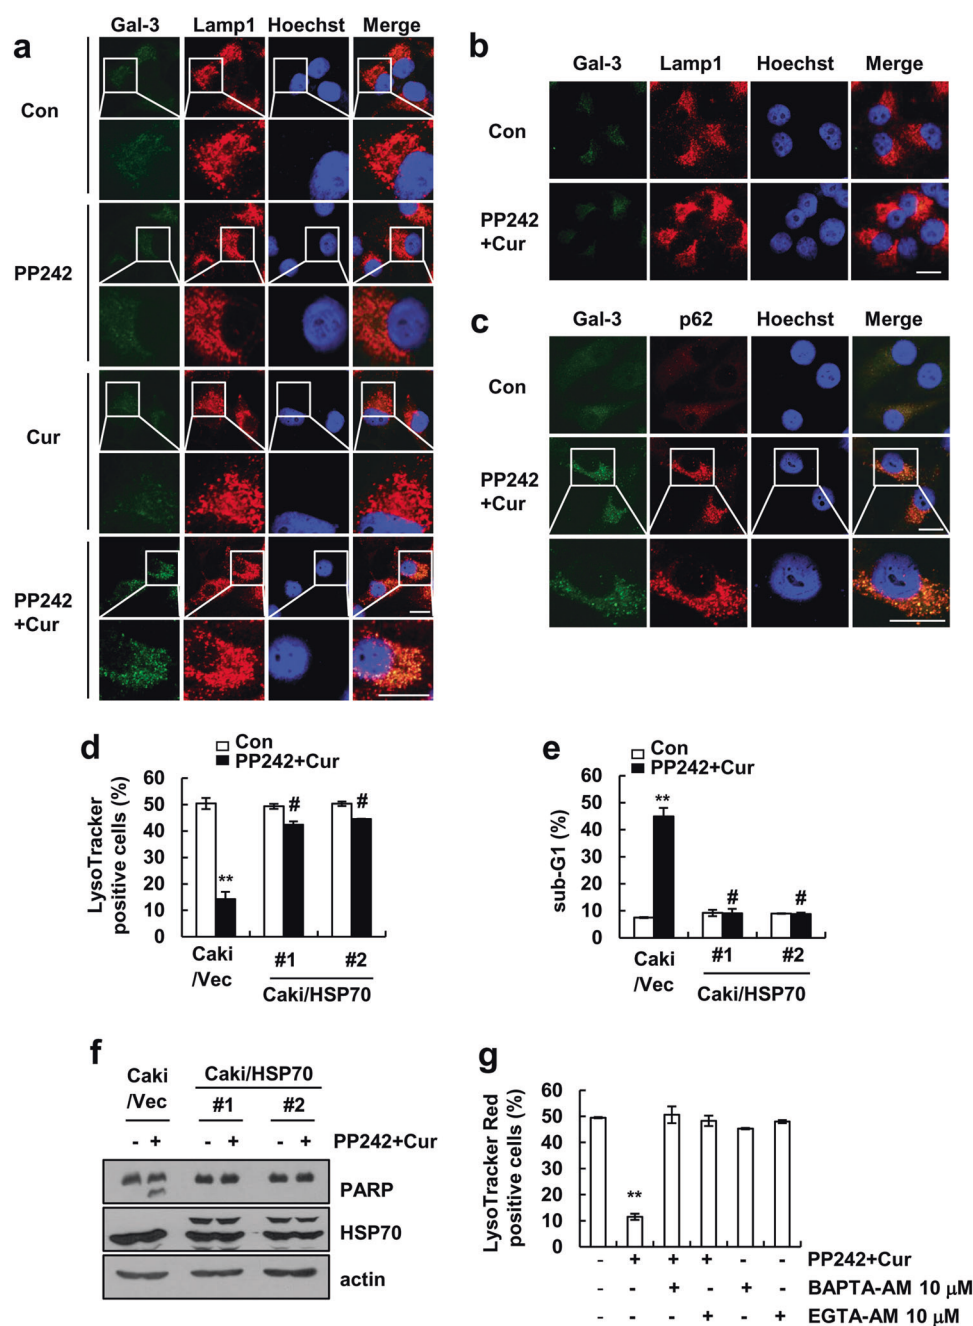 a
Gal-3 Lamp1 Hoechst Merge
Con
PP242
Cur
PP242
+Cur
b
Gal-3 Lamp1 Hoechst Merge
Con
PP242
+Cur
c
Gal-3 p62 Hoechst Merge
Con
PP242
+Cur
d
Con
PP242+Cur
LysoTracker
positive cells (%)
60
50
40
30
20
10
0
**
#
#
Caki
/Vec
#1 #2
Caki/HSP70
e
Con
PP242+Cur
sub-G1 (%)
60
50
40
30
20
10
0
**
#
#
Caki
/Vec
#1 #2
Caki/HSP70
f
Caki
/Vec
Caki/HSP70
#1 #2
- + - + - + PP242+Cur
PARP
HSP70
actin
g
LysoTracker Red
positive cells (%)
60
50
40
30
20
10
0
**
- + + + - - PP242+Cur
- - + - + - BAPTA-AM 10 μM
- - - + - + EGTA-AM 10 μM